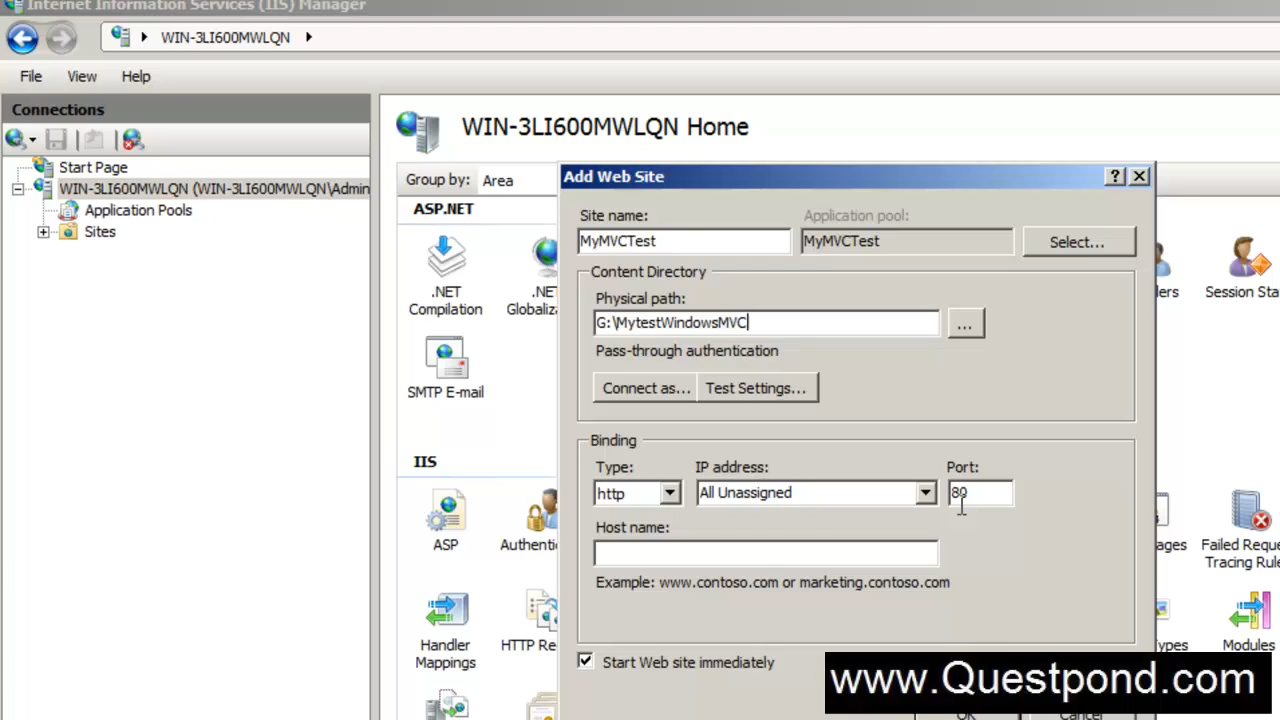 Internet Information Services (IIS) Manager
WIN-3LI600MWLQN
File View Help
Connections
Start Page
WIN-3LI600MWLQN (WIN-3LI600MWLQN\Admin
Application Pools
Sites
WIN-3LI600MWLQN Home
Group by: Area
ASP.NET
.NET
Compilation
.NET
Globaliza
SMTP E-mail
IIS
ASP
Authenti
Handler
Mappings
HTTP Re
Add Web Site
Site name:
Application pool:
MyMVCTest
MyMVCTest
Select...
Content Directory
Physical path:
G:\MytestWindowsMVC
...
Pass-through authentication
Connect as...
Test Settings...
Binding
Type:
IP address:
Port:
http
All Unassigned
80
Host name:
Example: www.contoso.com or marketing.contoso.com
Start Web site immediately
OK
Cancel
ders
Session Sta
ages
Failed Reque
Tracing Rule
ypes
Modules
www.Questpond.com